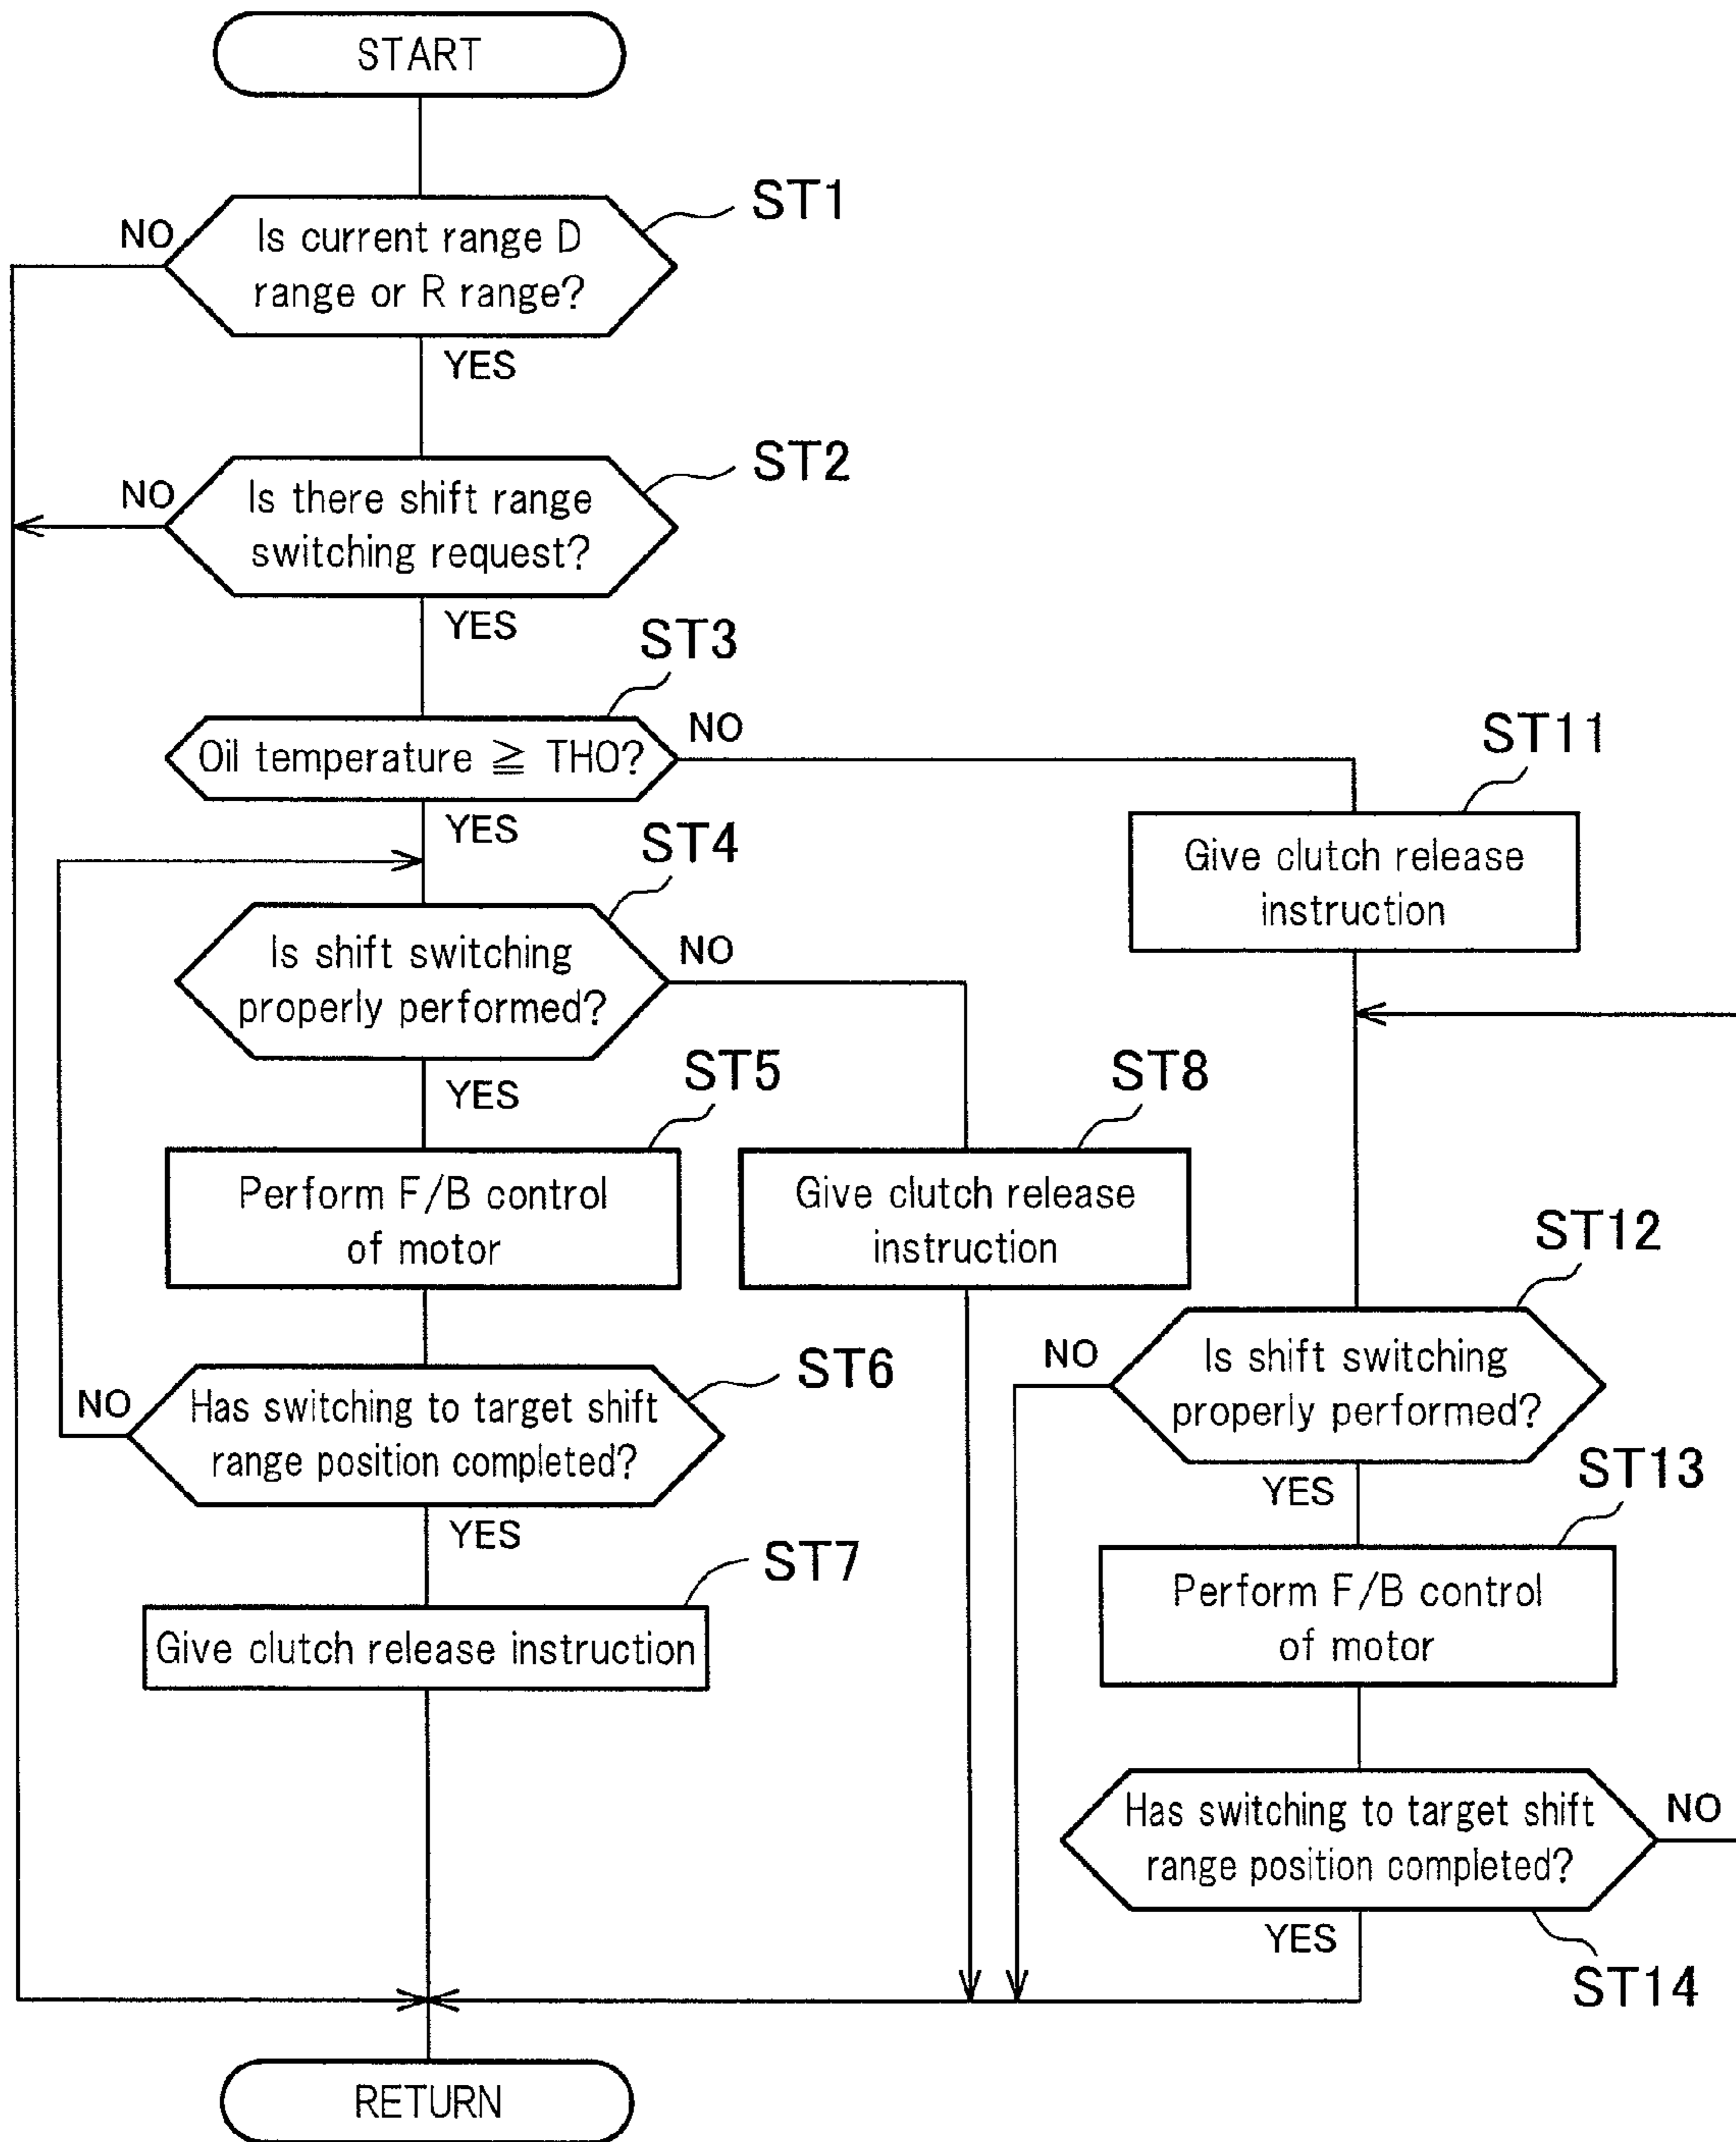 START
ST1
NO
Is current range D
range or R range?
YES
ST2
NO
Is there shift range
switching request?
YES
ST3
Oil temperature ≧ THO?
NO
YES
ST4
Is shift switching
properly performed?
NO
YES
ST5
Perform F/B control
of motor
ST8
Give clutch release
instruction
ST6
NO
Has switching to target shift
range position completed?
YES
ST7
Give clutch release instruction
ST11
Give clutch release
instruction
ST12
NO
Is shift switching
properly performed?
YES
ST13
Perform F/B control
of motor
Has switching to target shift
range position completed?
NO
YES
ST14
RETURN